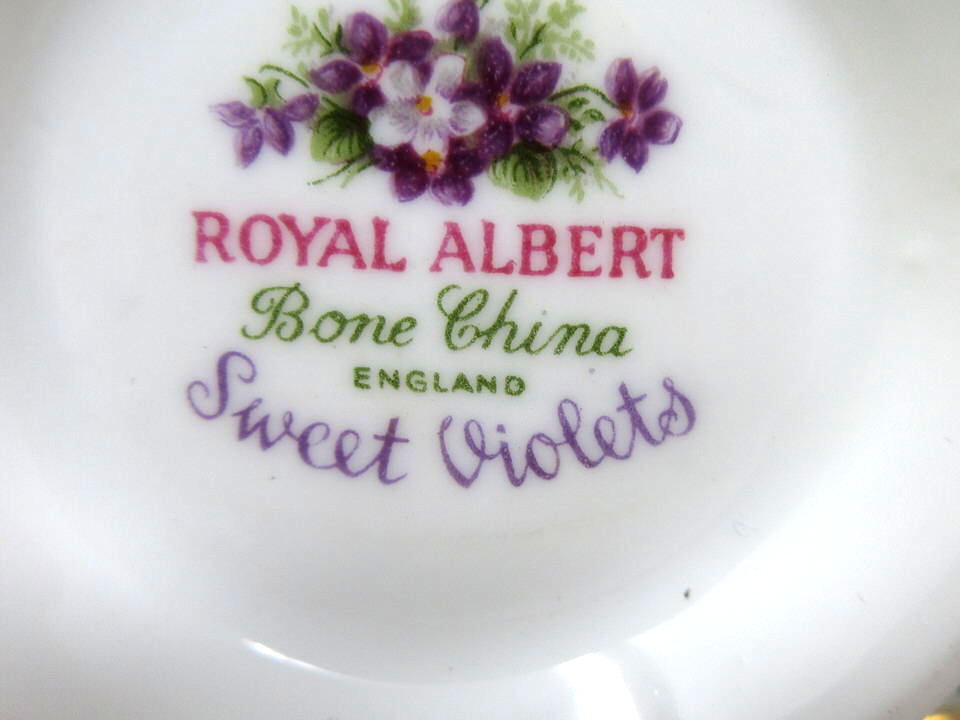 ROYAL ALBERT
Bone China
ENGLAND
Sweet Violets